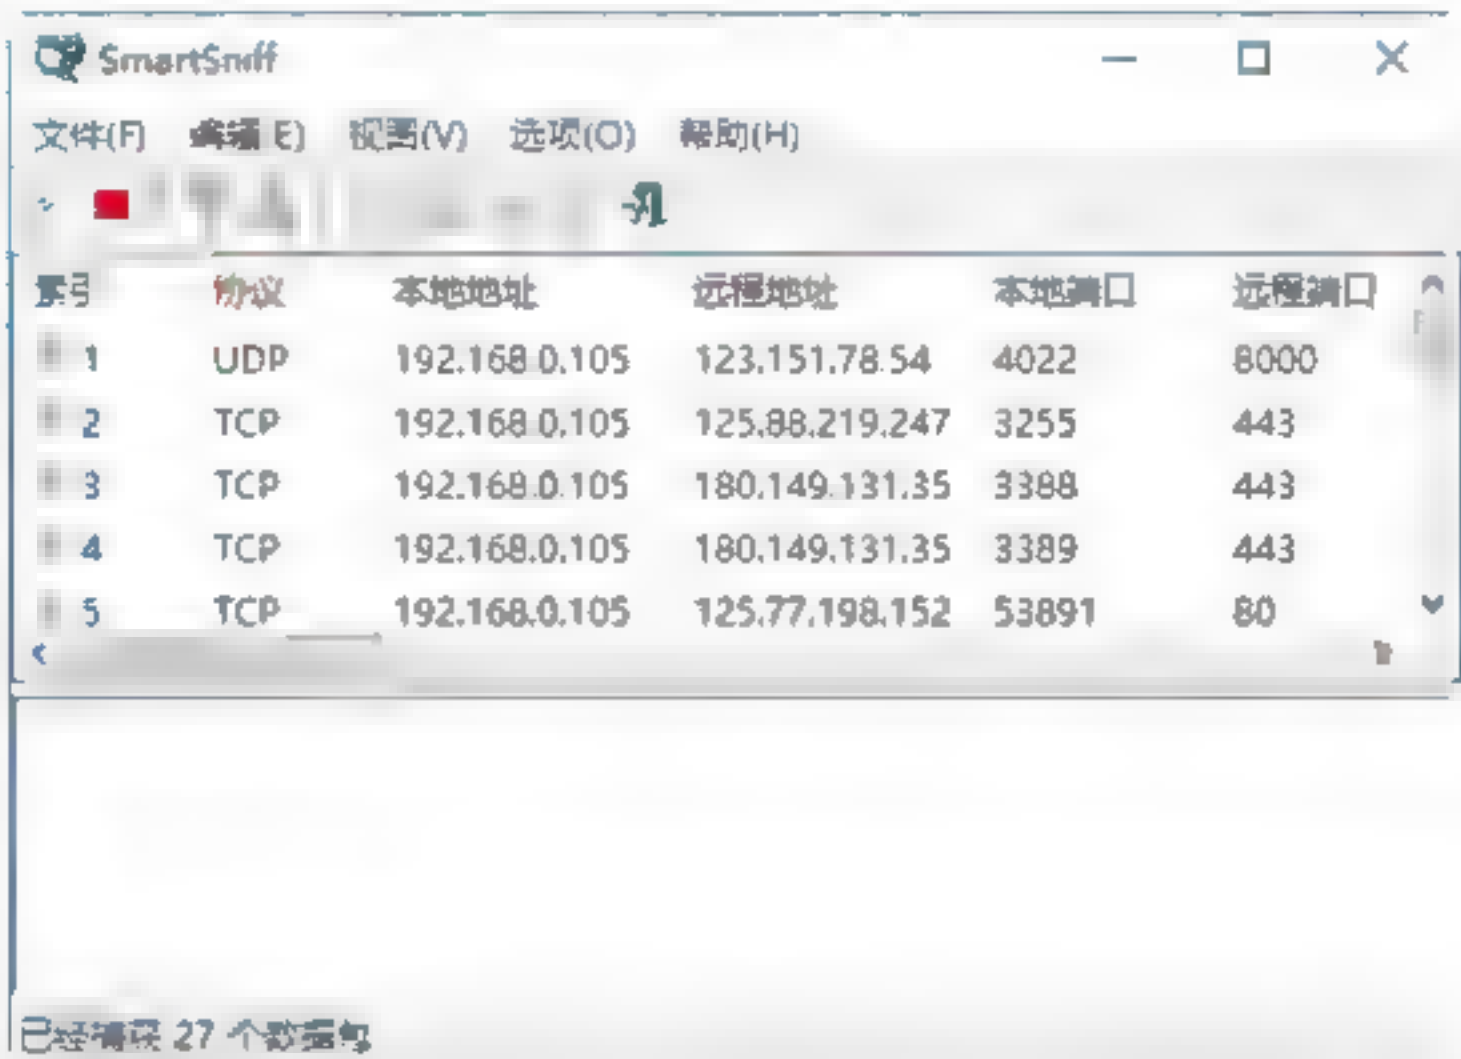 SmartSniff
文件(F) 编辑(E) 视图(V) 选项(O) 帮助(H)
索引 协议 本地地址 远程地址 本地端口 远程端口
1 UDP 192.168.0.105 123.151.78.54 4022 8000
2 TCP 192.168.0.105 125.88.219.247 3255 443
3 TCP 192.168.0.105 180.149.131.35 3388 443
4 TCP 192.168.0.105 180.149.131.35 3389 443
5 TCP 192.168.0.105 125.77.198.152 53891 80
已经捕获 27 个数据包